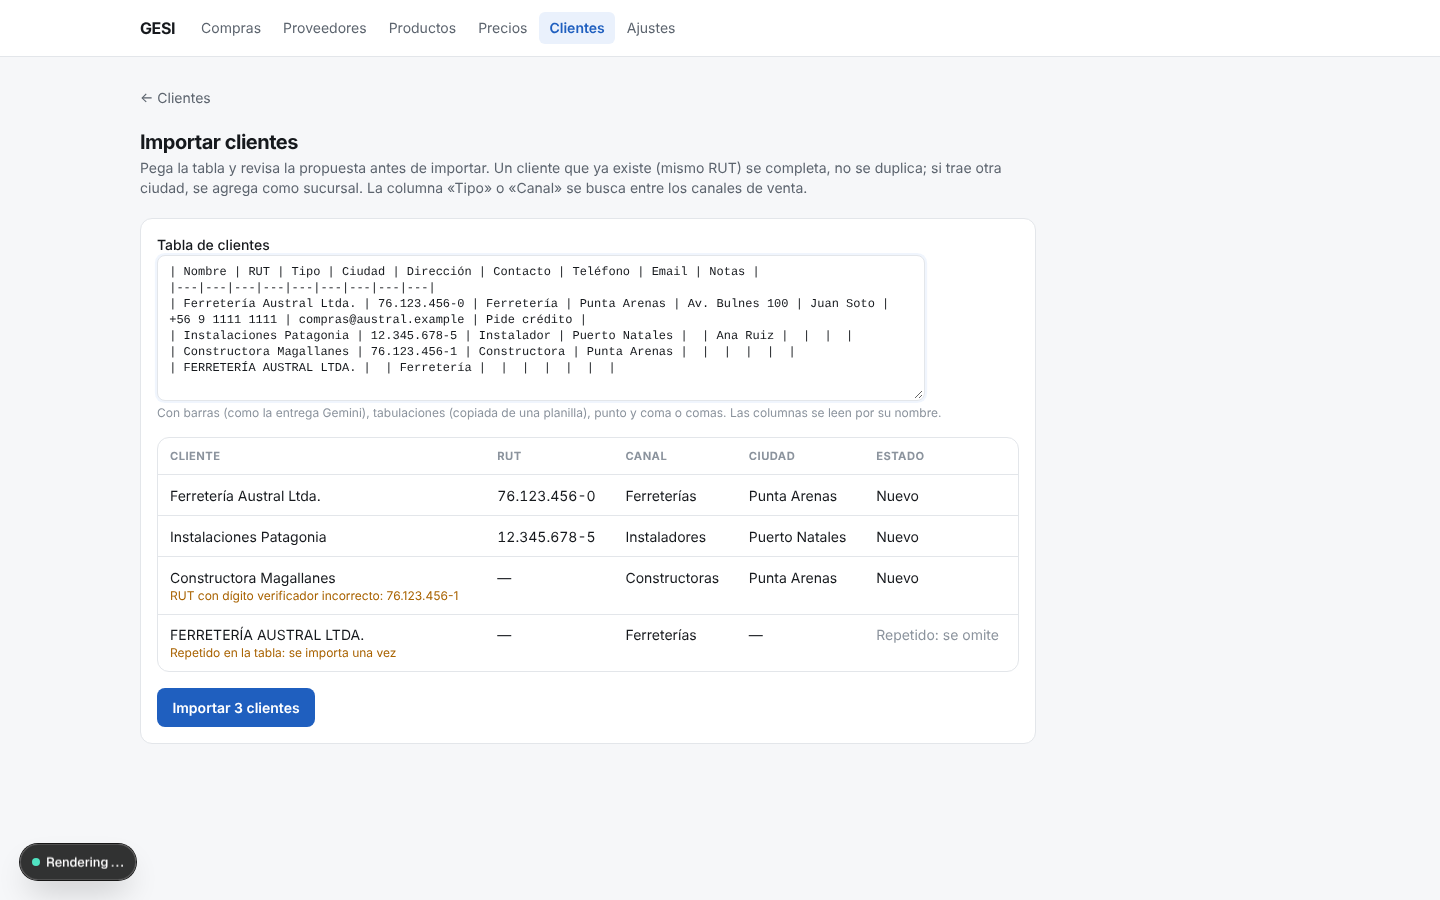 GESI Compras Proveedores Productos Precios Clientes Ajustes
← Clientes
Importar clientes
Pega la tabla y revisa la propuesta antes de importar. Un cliente que ya existe (mismo RUT) se completa, no se duplica; si trae otra
ciudad, se agrega como sucursal. La columna «Tipo» o «Canal» se busca entre los canales de venta.
Tabla de clientes
| Nombre | RUT | Tipo | Ciudad | Dirección | Contacto | Teléfono | Email | Notas |
|---|---|---|---|---|---|---|---|---|
| Ferretería Austral Ltda. | 76.123.456-0 | Ferretería | Punta Arenas | Av. Bulnes 100 | Juan Soto |
+56 9 1111 1111 | compras@austral.example | Pide crédito |
| Instalaciones Patagonia | 12.345.678-5 | Instalador | Puerto Natales |  | Ana Ruiz |  |  |  |
| Constructora Magallanes | 76.123.456-1 | Constructora | Punta Arenas |  |  |  |  |  |
| FERRETERÍA AUSTRAL LTDA. |  | Ferretería |  |  |  |  |  |  |
Con barras (como la entrega Gemini), tabulaciones (copiada de una planilla), punto y coma o comas. Las columnas se leen por su nombre.
CLIENTE RUT CANAL CIUDAD ESTADO
Ferretería Austral Ltda. 76.123.456-0 Ferreterías Punta Arenas Nuevo
Instalaciones Patagonia 12.345.678-5 Instaladores Puerto Natales Nuevo
Constructora Magallanes — Constructoras Punta Arenas Nuevo
RUT con dígito verificador incorrecto: 76.123.456-1
FERRETERÍA AUSTRAL LTDA. — Ferreterías — Repetido: se omite
Repetido en la tabla: se importa una vez
Importar 3 clientes
Rendering ...